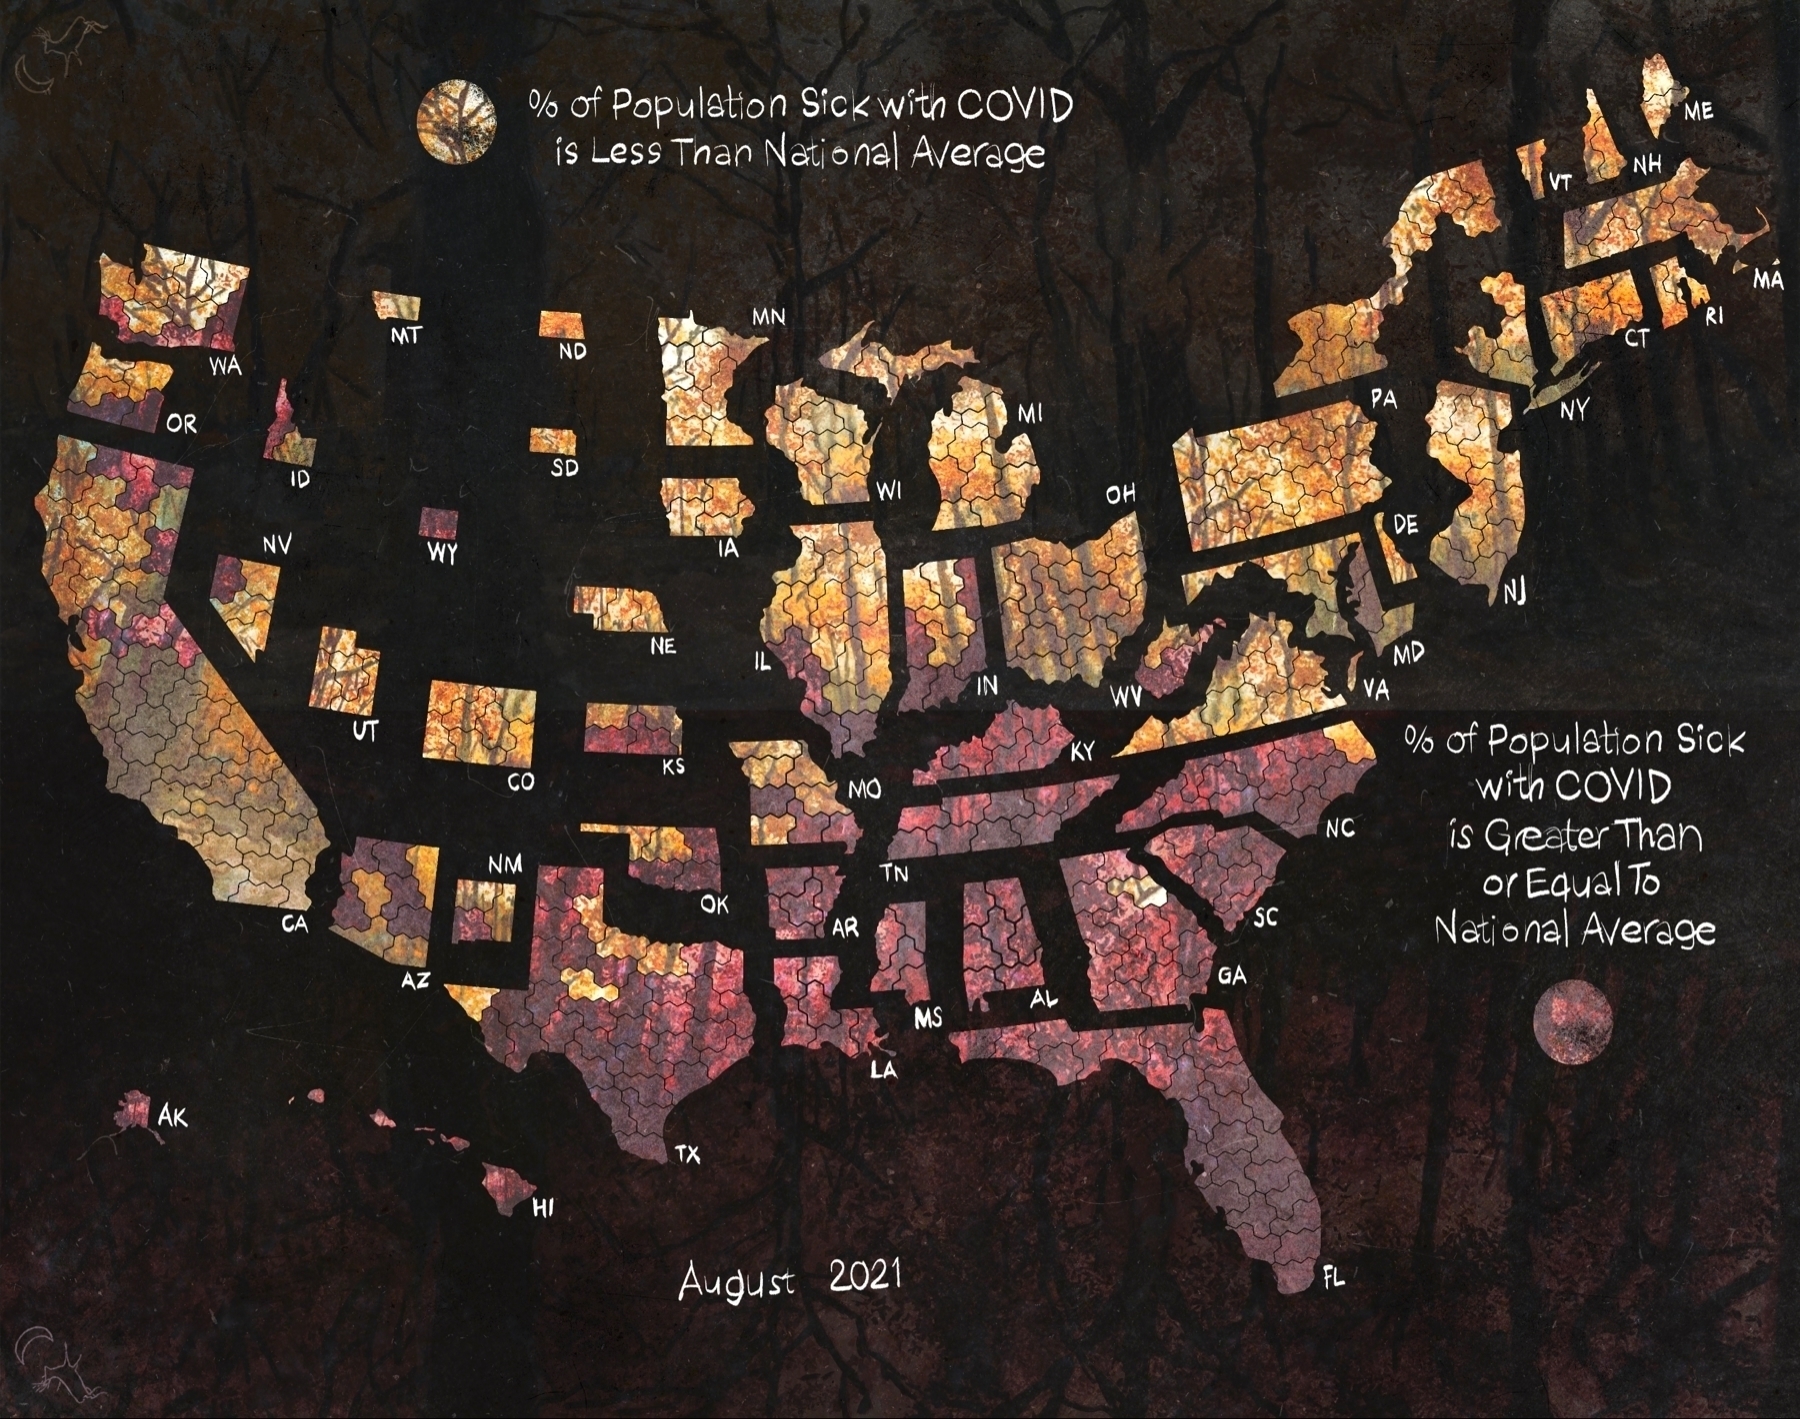 % of Population Sick with COVID
is Less Than National Average
ME
NH
VT
MA
RI
CT
NY
PA
WA
MT
ND
MN
OR
MI
ID
SD
WI
OH
DE
NV
WY
IA
NJ
NE
IL
IN
WV
MD
VA
UT
CO
KS
KY
MO
NC
% of Population Sick
with COVID
is Greater Than
or Equal To
National Average
NM
TN
OK
AR
SC
CA
AZ
GA
AL
MS
LA
AK
TX
HI
FL
August 2021